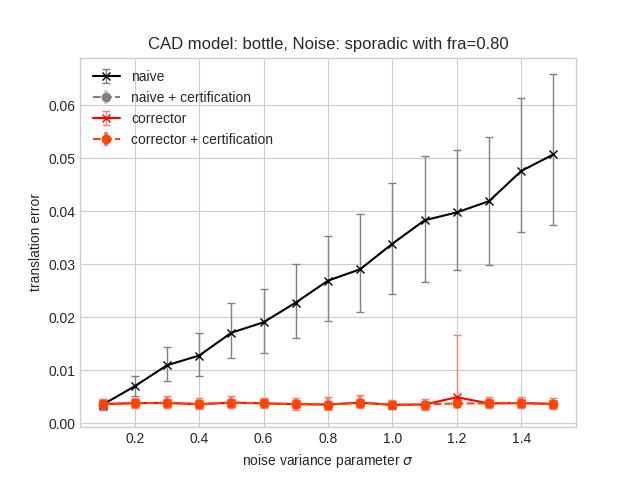 CAD model: bottle, Noise: sporadic with fra=0.80
naive
naive + certification
corrector
corrector + certification
translation error
0.06
0.05
0.04
0.03
0.02
0.01
0.00
0.2 0.4 0.6 0.8 1.0 1.2 1.4
noise variance parameter σ